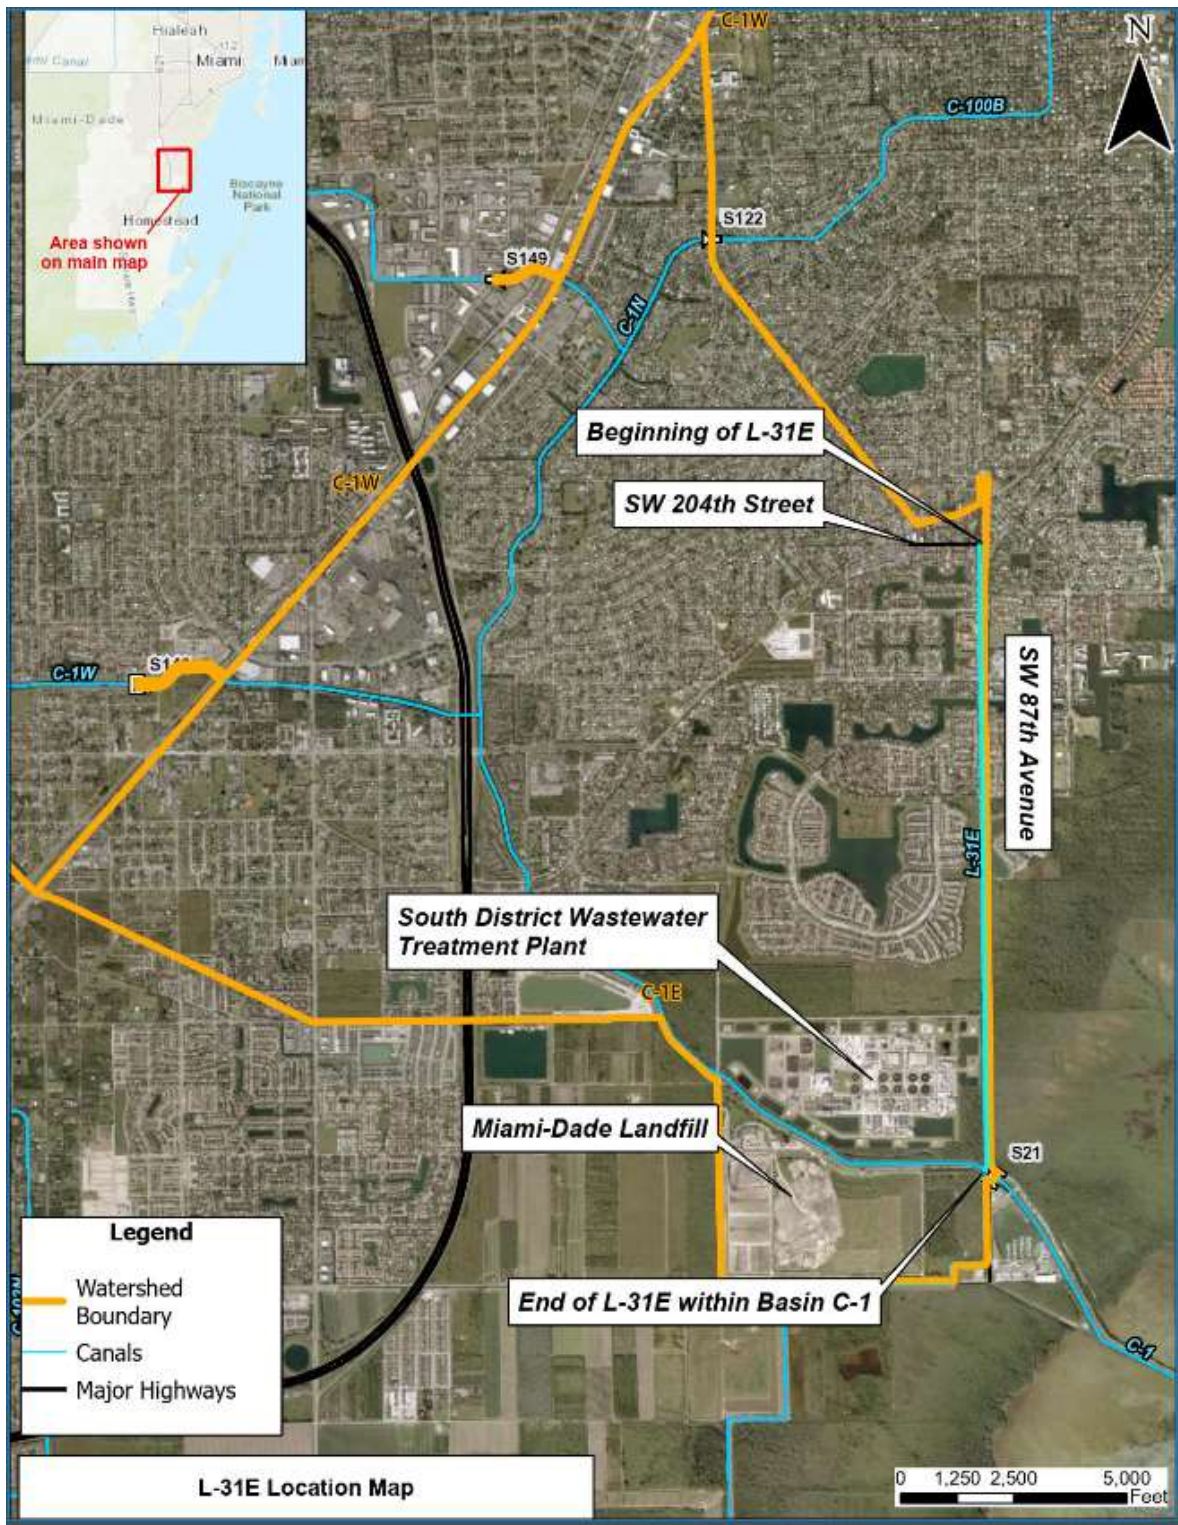 C-1W
N
Hialeah
Miami
Miami-Dade
Biscayne
National
Park
Homestead
Area shown
on main map
C-100B
S122
S149
C-1N
Beginning of L-31E
C-1W
SW 204th Street
C-1W
SW 87th Avenue
L-31E
South District Wastewater
Treatment Plant
C-1E
Miami-Dade Landfill
S21
End of L-31E within Basin C-1
C-1
Legend
Watershed
Boundary
Canals
Major Highways
L-31E Location Map
0 1,250 2,500 5,000
Feet